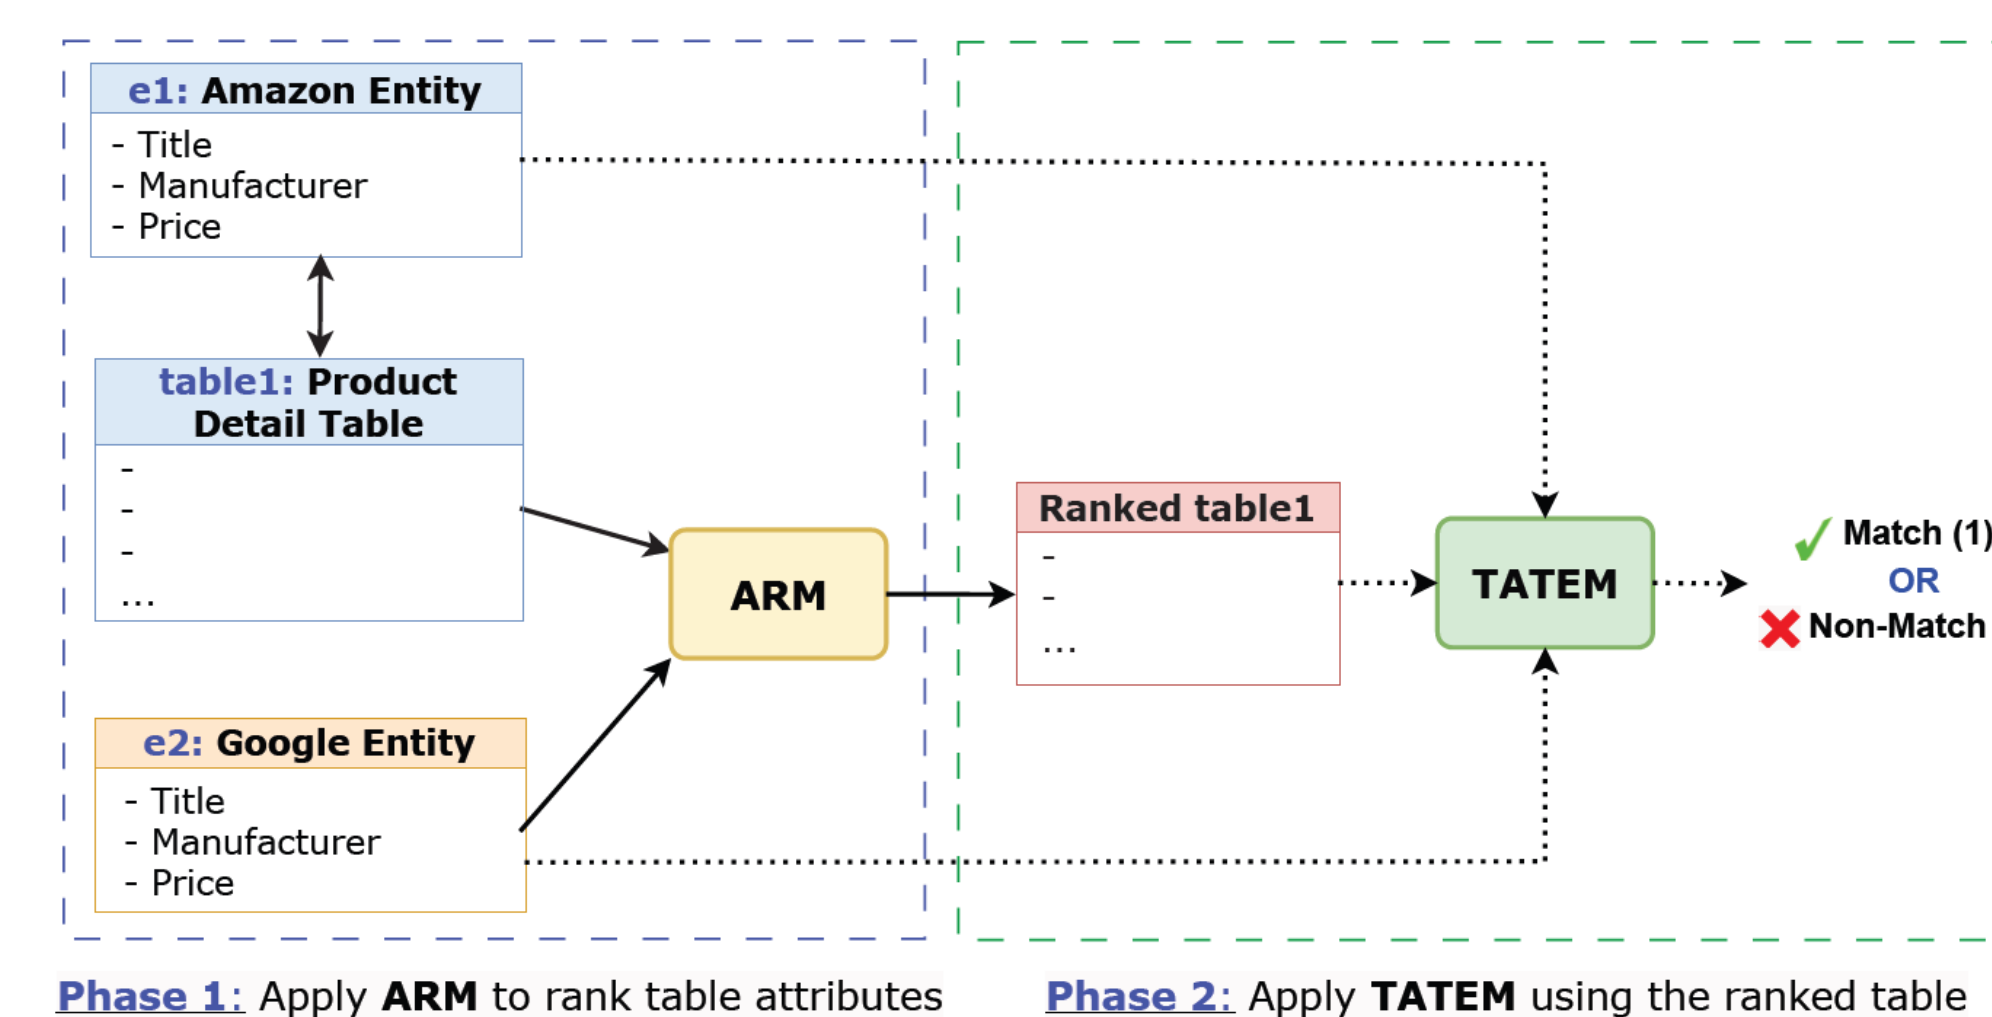 e1: Amazon Entity
- Title
- Manufacturer
- Price
table1: Product
Detail Table
-
-
-
...
e2: Google Entity
- Title
- Manufacturer
- Price
ARM
Ranked table1
-
-
...
TATEM
Match (1)
OR
Non-Match
Phase 1: Apply ARM to rank table attributes
Phase 2: Apply TATEM using the ranked table